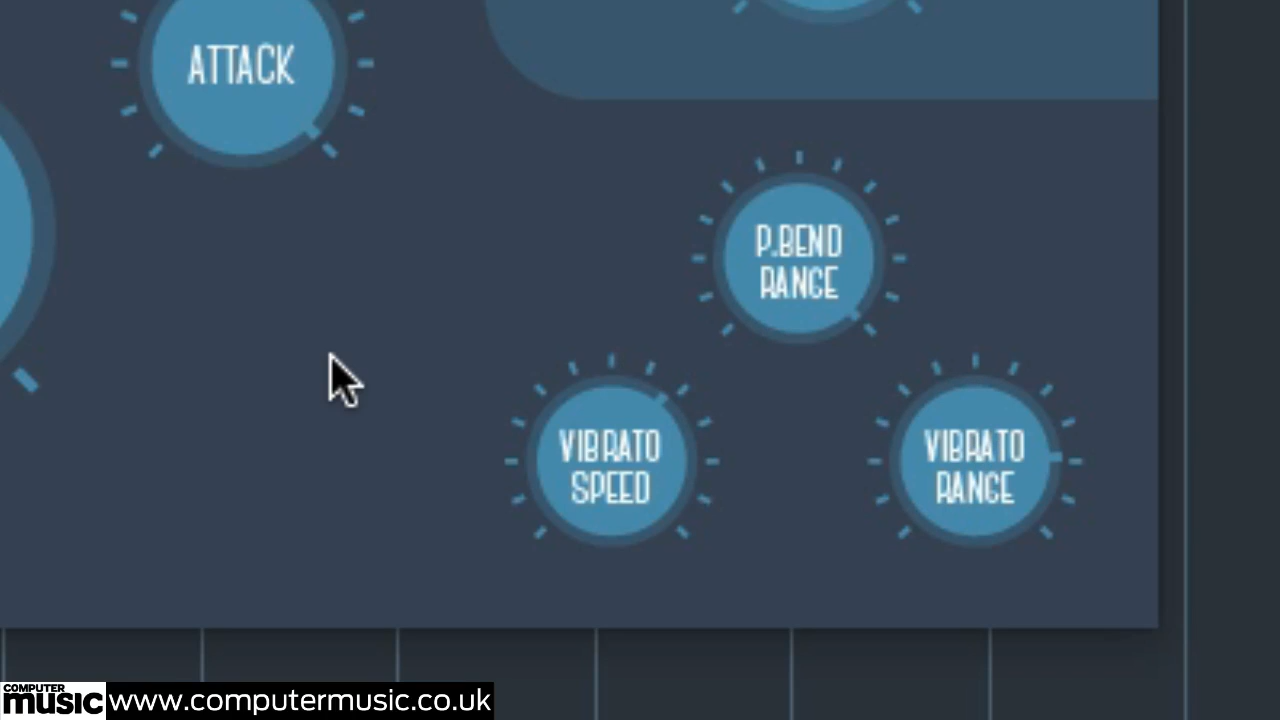 ATTACK
P.BEND
RANGE
VIBRATO
SPEED
VIBRATO
RANGE
COMPUTER
music
www.computermusic.co.uk